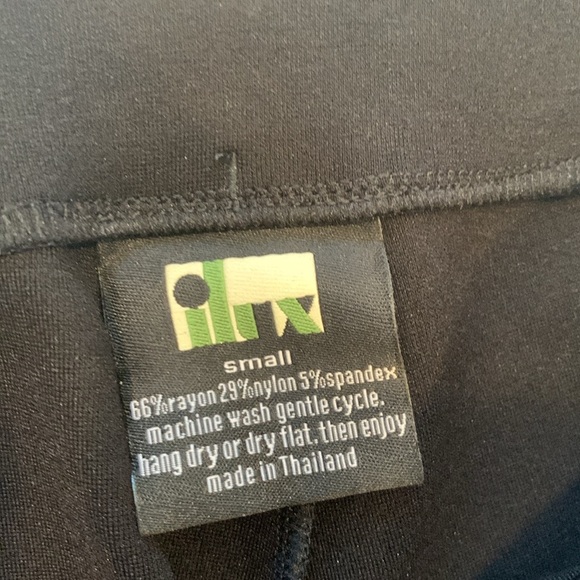 small
66%rayon 29%nylon 5%spandex
machine wash gentle cycle.
hang dry or dry flat. then enjoy
made in Thailand